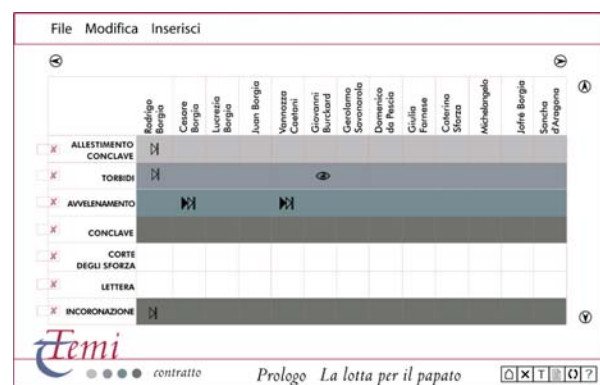 File Modifica Inserisci
Rodrigo
Borgia
Cesare
Borgia
Lucrezia
Borgia
Juan Borgia
Vannozza
Caetani
Giovanni
Burckard
Gerolamo
Savonarola
Domenico
da Pescia
Giulia
Farnese
Caterina
Sforza
Michelangelo
Jofré Borgia
Sancha
d'Aragona
ALLESTIMENTO
CONCLAVE
TORBIDI
AVVELENAMENTO
CONCLAVE
CORTE
DEGLI SFORZA
LETTERA
INCORONAZIONE
Temi
contratto
Prologo La lotta per il papato
T ?